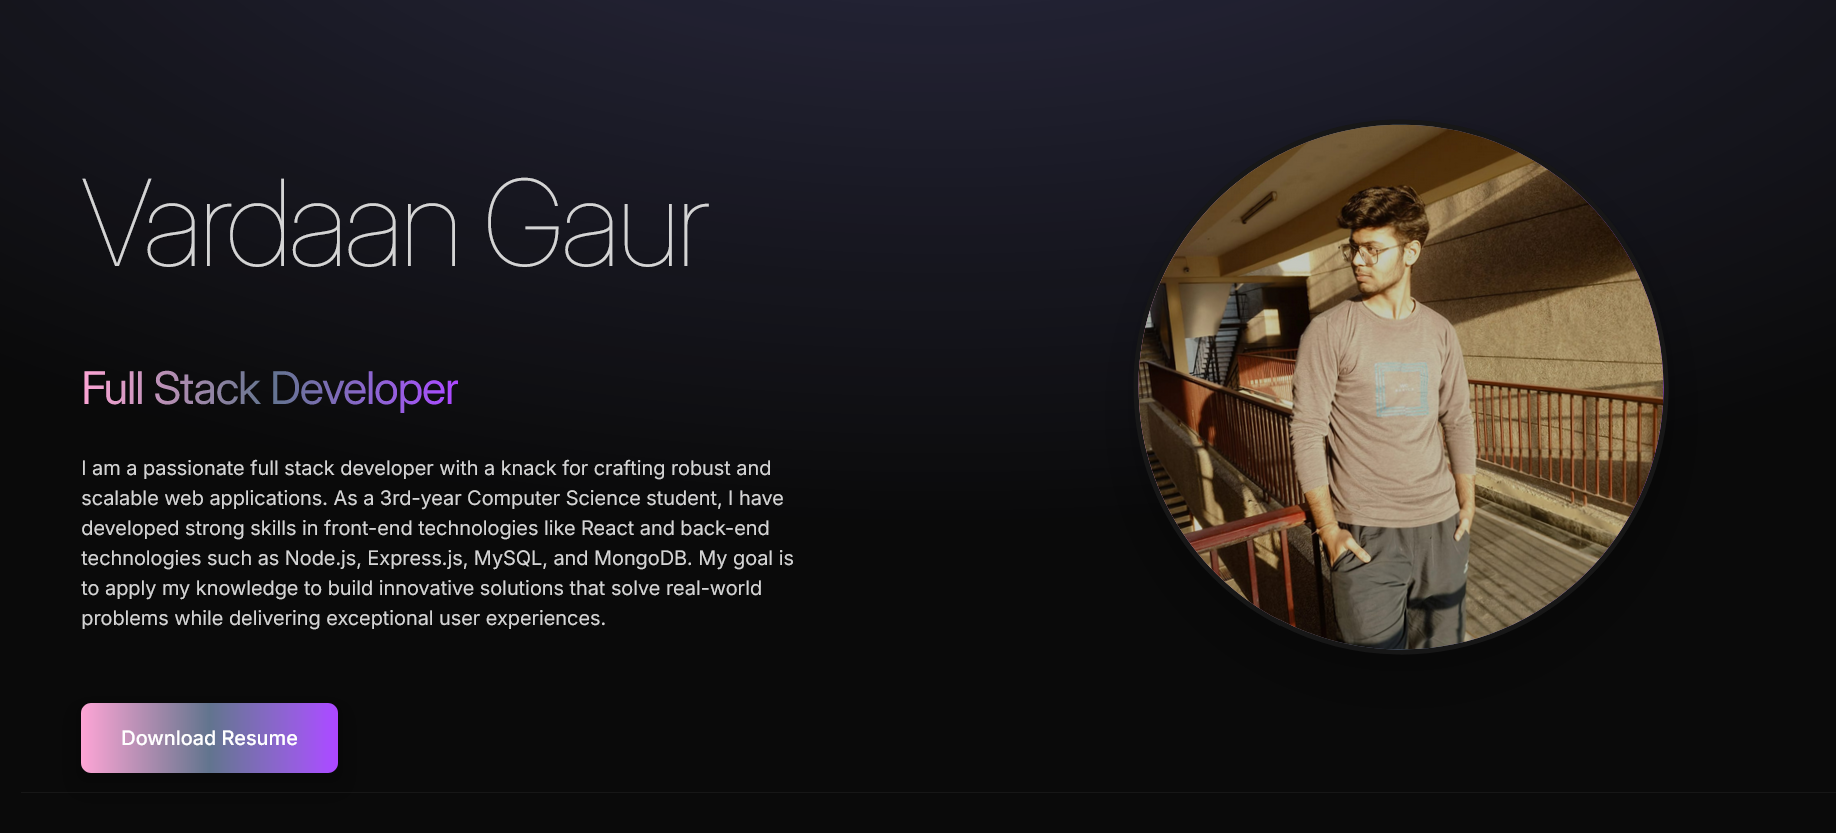 Vardaan Gaur
Full Stack Developer
I am a passionate full stack developer with a knack for crafting robust and
scalable web applications. As a 3rd-year Computer Science student, I have
developed strong skills in front-end technologies like React and back-end
technologies such as Node.js, Express.js, MySQL, and MongoDB. My goal is
to apply my knowledge to build innovative solutions that solve real-world
problems while delivering exceptional user experiences.
Download Resume